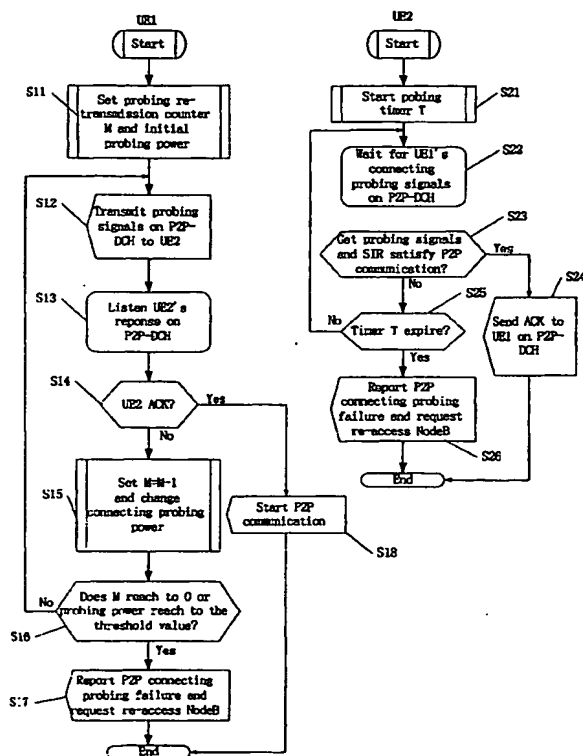 UE1
Start
S11
Set probing re-
transmission counter
M and initial
probing power
S12
Transmit probing
signals on P2P-
DCH to UE2
S13
Listen UE2's
reponse on
P2P-DCH
S14
UE2 ACK?
Yes
No
S15
Set M=M-1
and change
connecting probing
power
Start P2P
communication
S18
No
Does M reach to 0 or
probing power reach to the
threshold value?
S16
Yes
S17
Report P2P connecting
probing failure and
request re-access NodeB
End
UE2
Start
S21
Start pobing
timer T
Wait for UE1's
connecting
probing signals
on P2P-DCH
S22
S23
Get probing signals
and SIR satisfy P2P
communication?
Yes
No
S24
Send ACK to
UE1 on P2P-
DCH
S25
No
Timer T expire?
Yes
Report P2P
connecting probing
failure and request
re-access NodeB
S26
End